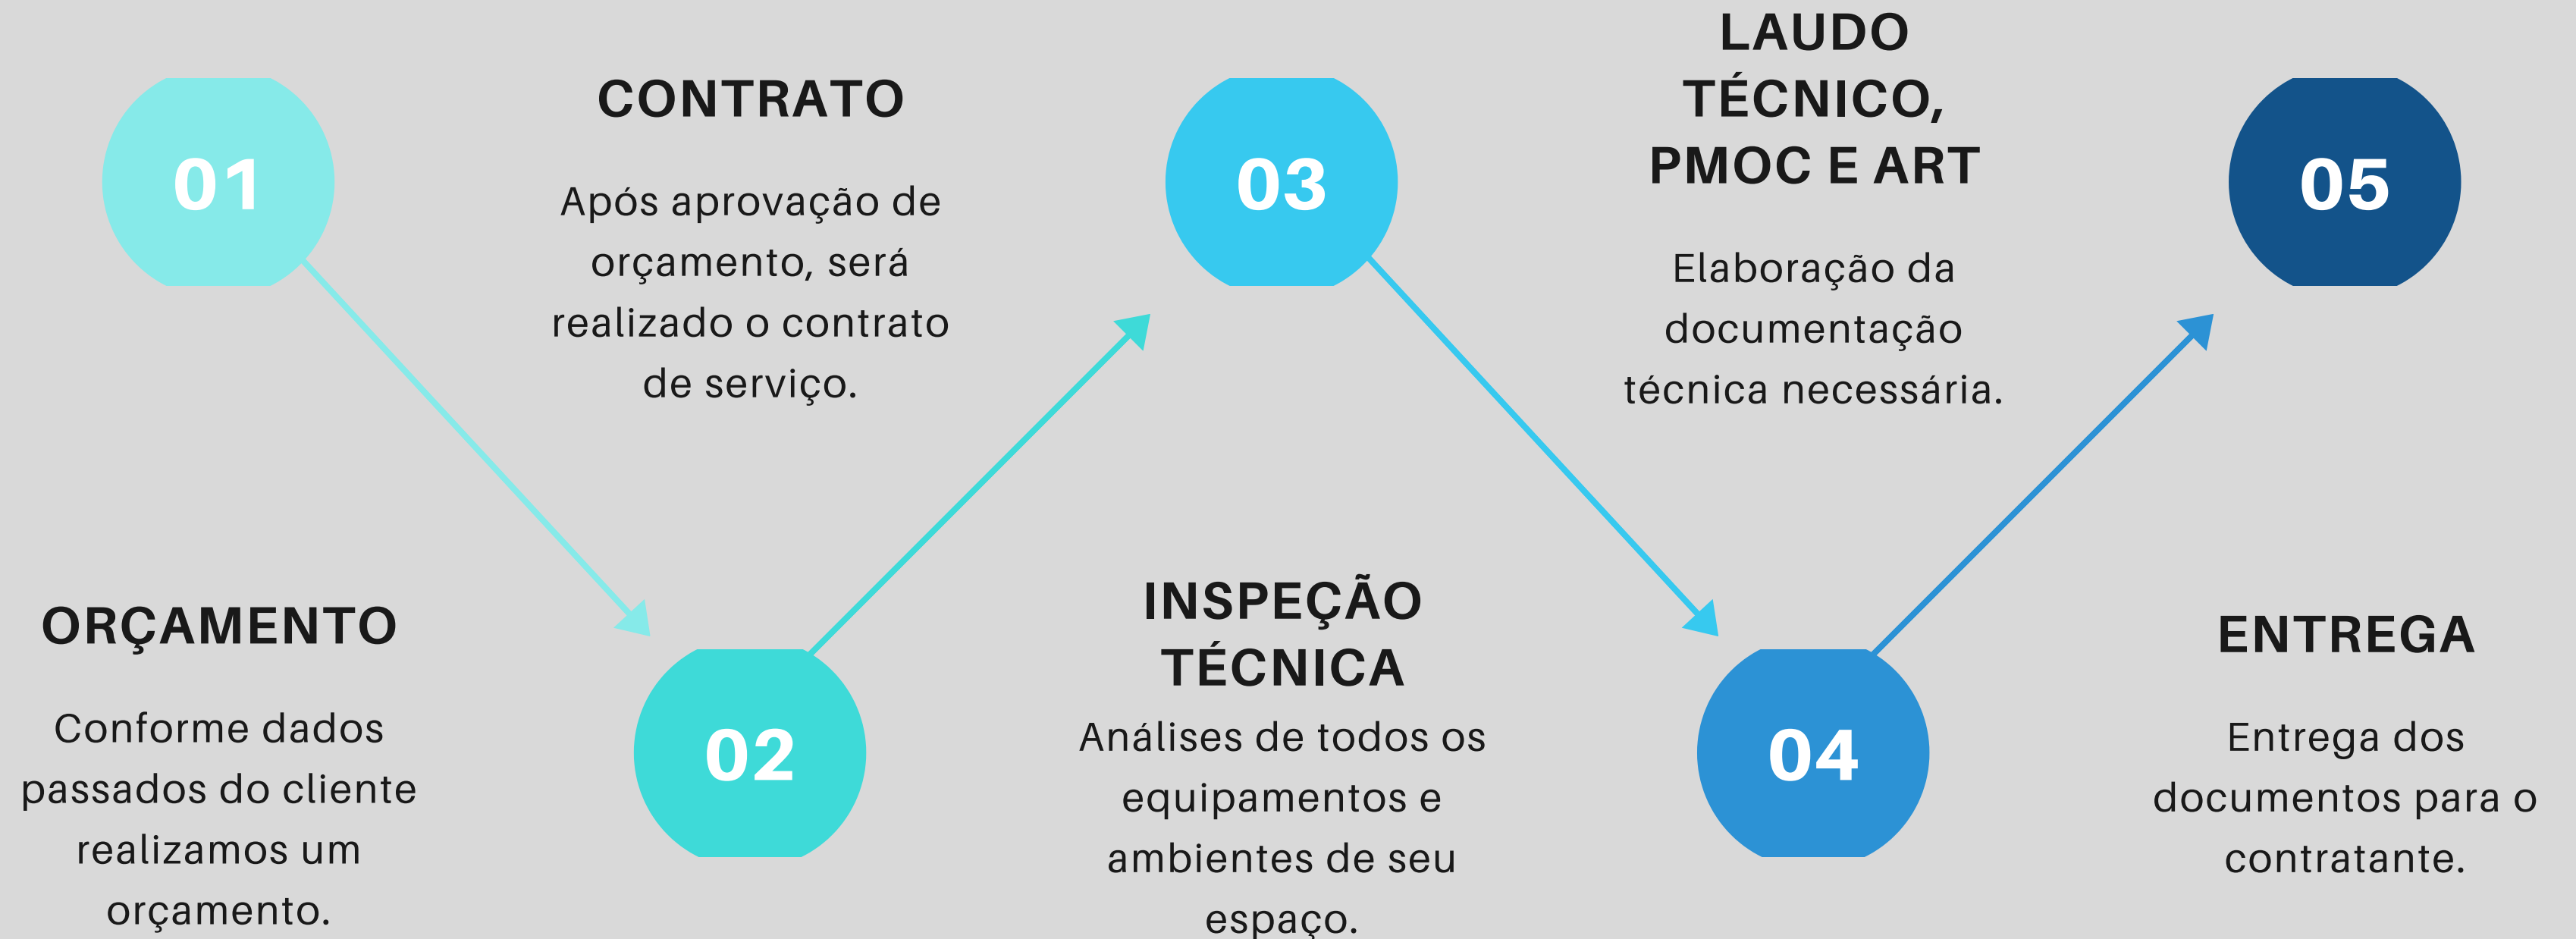 01
ORÇAMENTO
Conforme dados
passados do cliente
realizamos um
orçamento.
CONTRATO
Após aprovação de
orçamento, será
realizado o contrato
de serviço.
02
03
INSPEÇÃO
TÉCNICA
Análises de todos os
equipamentos e
ambientes de seu
espaço.
LAUDO
TÉCNICO,
PMOC E ART
Elaboração da
documentação
técnica necessária.
04
05
ENTREGA
Entrega dos
documentos para o
contratante.